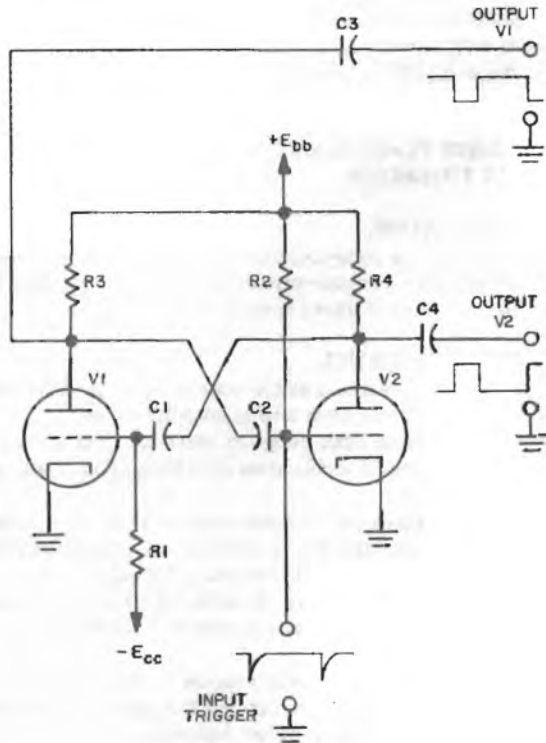 C3
OUTPUT
V1
+Ebb
R3
R2
R4
C4
OUTPUT
V2
V1
C1
C2
V2
R1
-Ecc
INPUT
TRIGGER